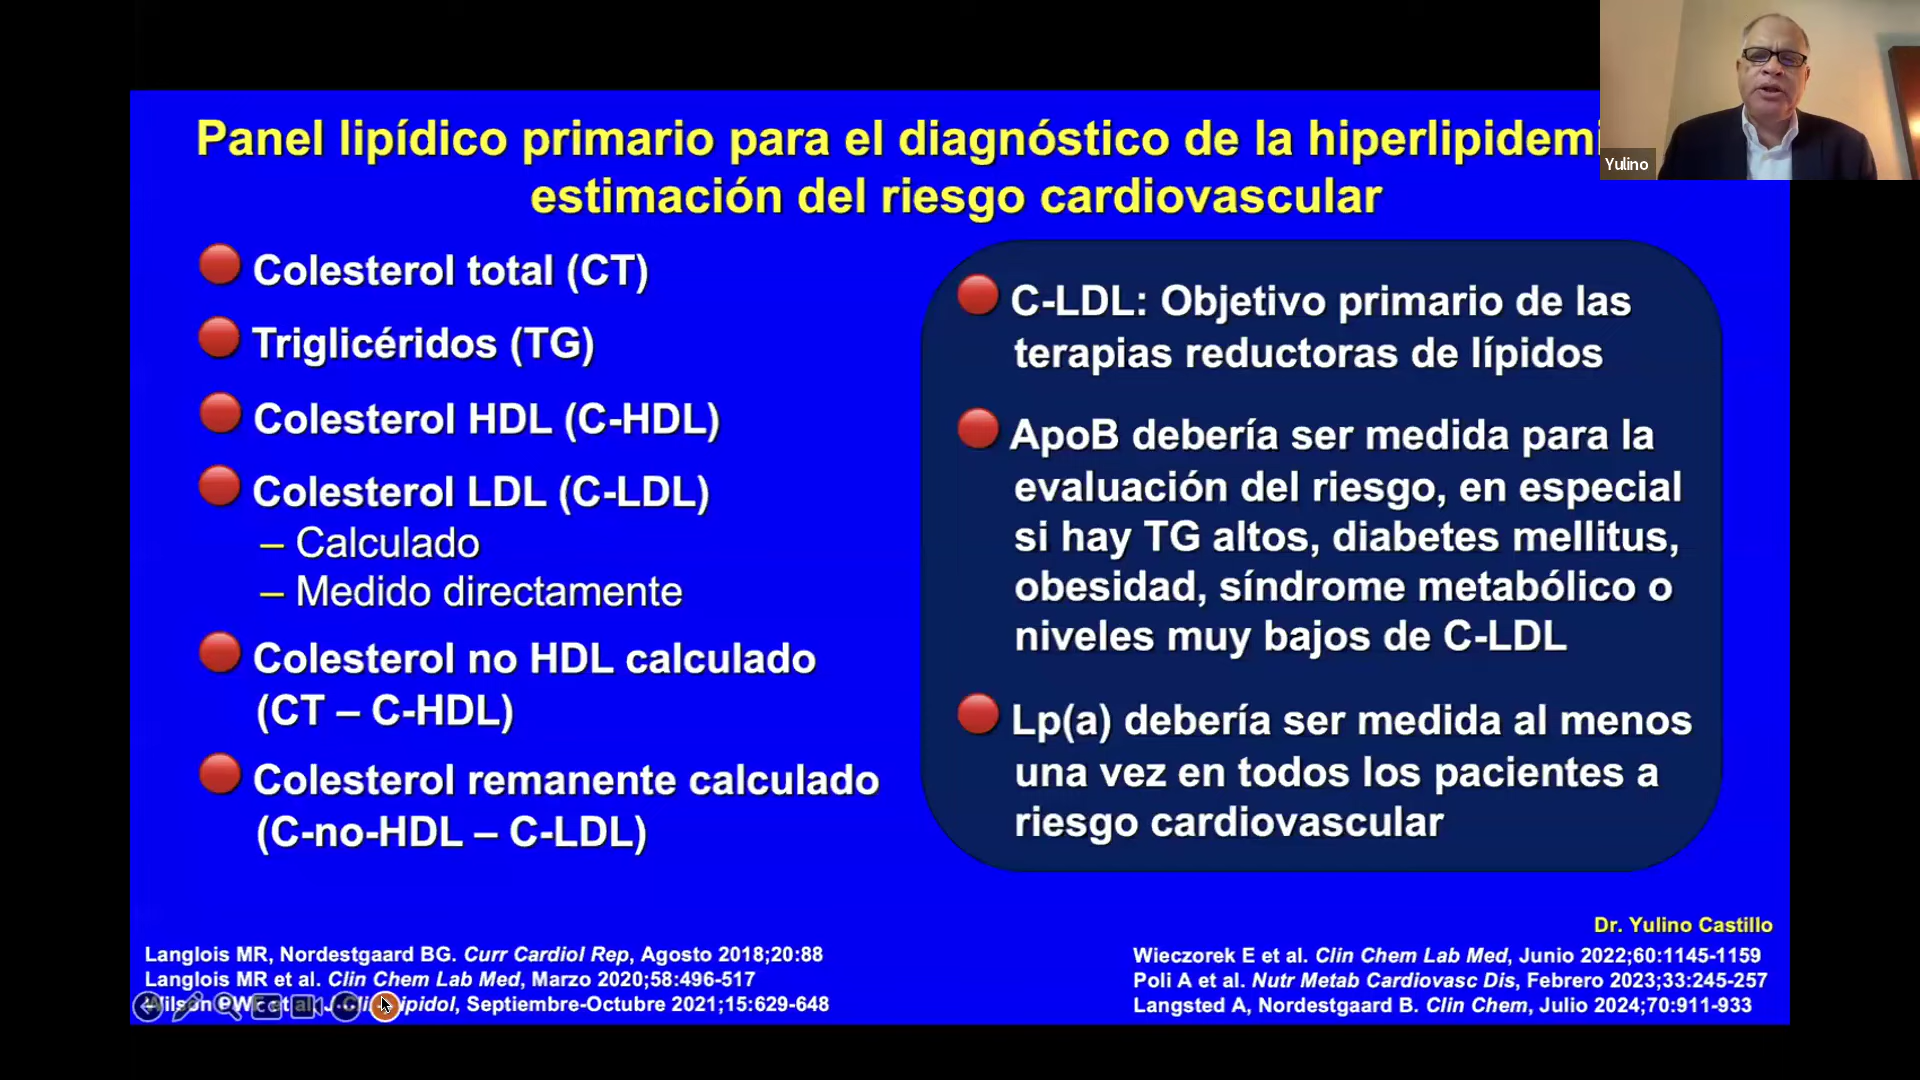 Panel lipídico primario para el diagnóstico de la hiperlipidemi
estimación del riesgo cardiovascular
Yulino
Colesterol total (CT)
Triglicéridos (TG)
Colesterol HDL (C-HDL)
Colesterol LDL (C-LDL)
– Calculado
– Medido directamente
Colesterol no HDL calculado
(CT – C-HDL)
Colesterol remanente calculado
(C-no-HDL – C-LDL)
C-LDL: Objetivo primario de las
terapias reductoras de lípidos
ApoB debería ser medida para la
evaluación del riesgo, en especial
si hay TG altos, diabetes mellitus,
obesidad, síndrome metabólico o
niveles muy bajos de C-LDL
Lp(a) debería ser medida al menos
una vez en todos los pacientes a
riesgo cardiovascular
Dr. Yulino Castillo
Langlois MR, Nordestgaard BG. Curr Cardiol Rep, Agosto 2018;20:88
Langlois MR et al. Clin Chem Lab Med, Marzo 2020;58:496-517
et al. J Septiembre-Octubre 2021;15:629-648
Wieczorek E et al. Clin Chem Lab Med, Junio 2022;60:1145-1159
Poli A et al. Nutr Metab Cardiovasc Dis, Febrero 2023;33:245-257
Langsted A, Nordestgaard B. Clin Chem, Julio 2024;70:911-933